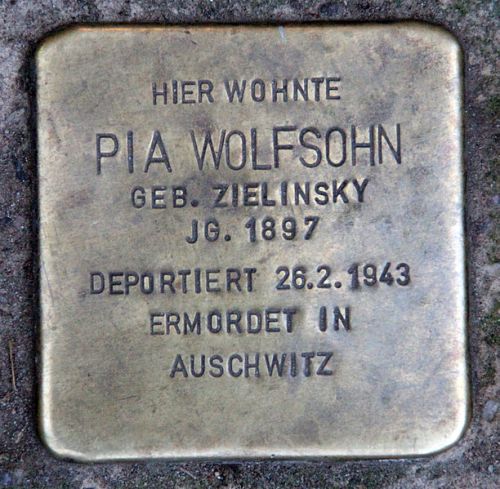 HIER WOHNTE
PIA WOLFSOHN
GEB. ZIELINSKY
JG. 1897
DEPORTIERT 26.2.1943
ERMORDET IN
AUSCHWITZ